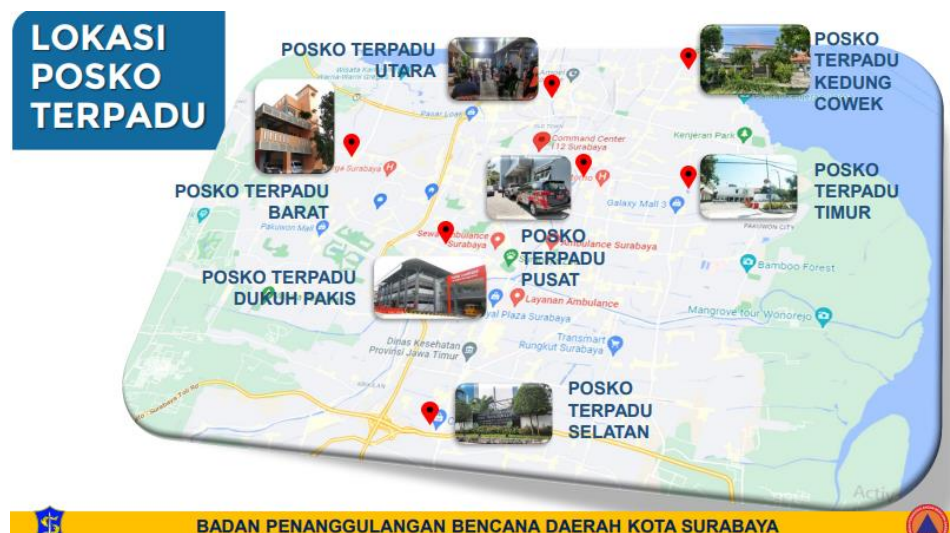 LOKASI
POSKO
TERPADU
POSKO TERPADU
UTARA
POSKO
TERPADU
KEDUNG
COWEK
POSKO TERPADU
BARAT
POSKO
TERPADU
TIMUR
POSKO
TERPADU
PUSAT
POSKO TERPADU
DUKUH PAKIS
POSKO
TERPADU
SELATAN
Command Center
112 Surabaya
Kenjeran Park
Galaxy Mall 3
PAKUWON CITY
Pakuwon Mall
Ambulance Surabaya
Bamboo Forest
Layanan Ambulance
Mangrove tour Wonorejo
Transmart
Rungkut Surabaya
Dinas Kesehatan
Provinsi Jawa Timur
BADAN PENANGGULANGAN BENCANA DAERAH KOTA SURABAYA